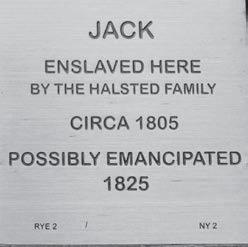 JACK
ENSLAVED HERE
BY THE HALSTED FAMILY
CIRCA 1805
POSSIBLY EMANCIPATED
1825
RYE 2 / NY 2